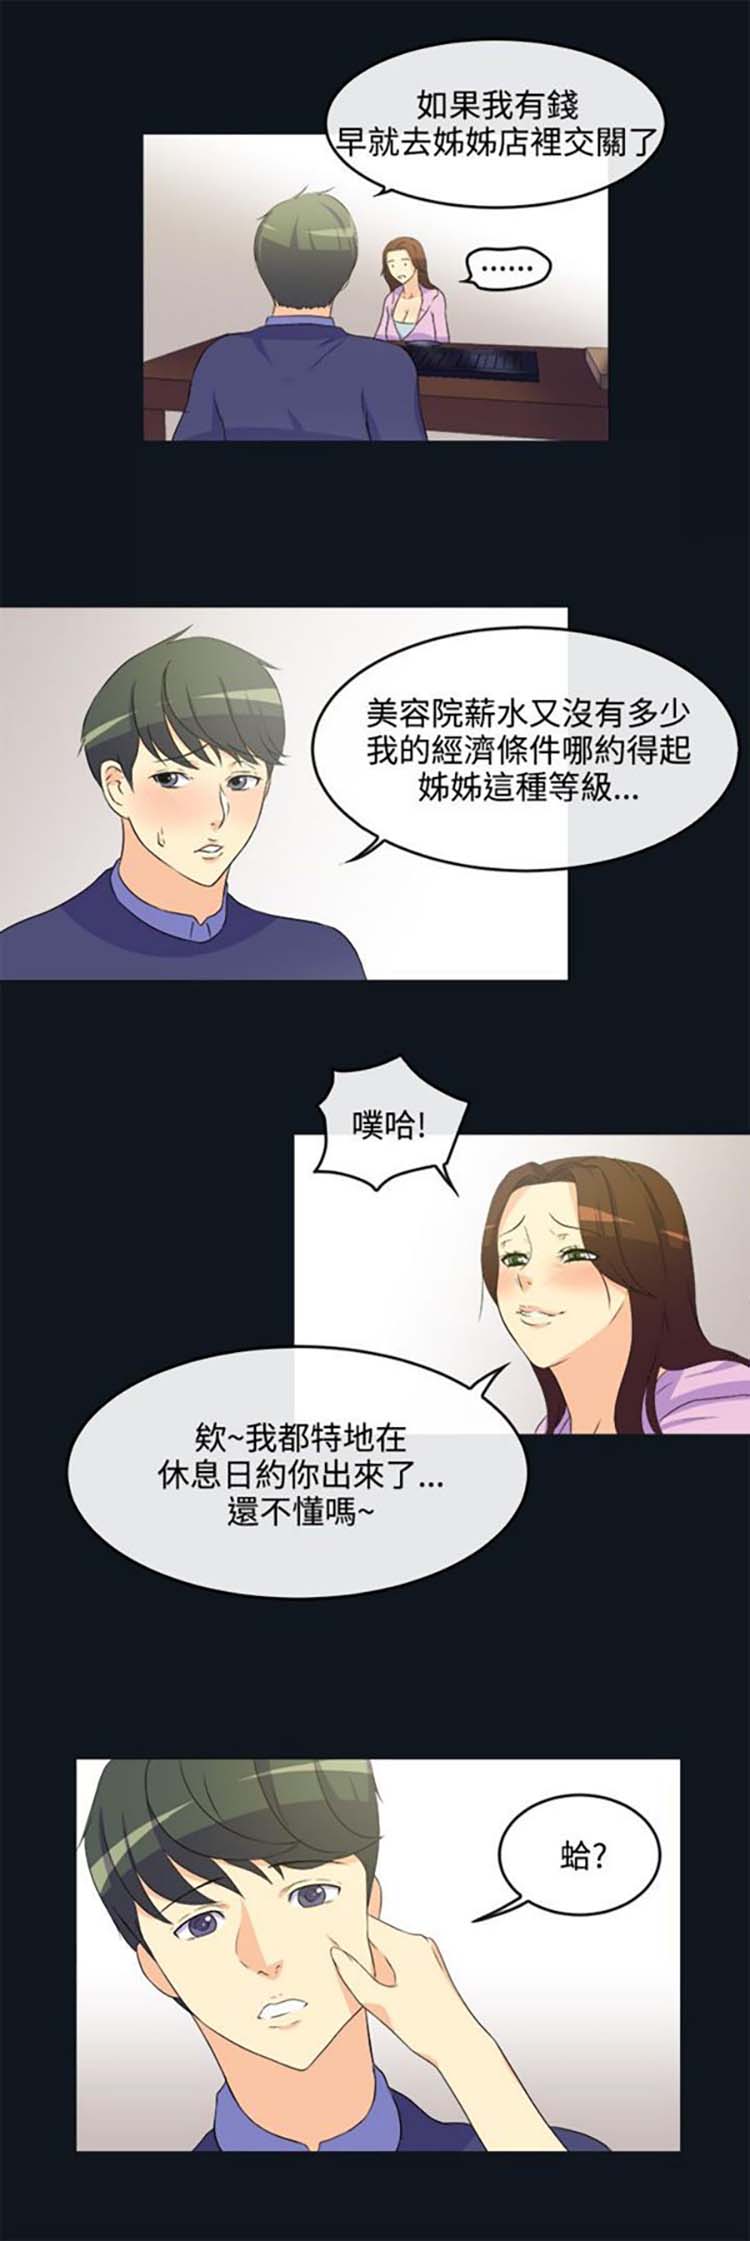 如果我有錢
早就去姊姊店裡交關了
……
美容院薪水又沒有多少
我的經濟條件哪約得起
姊姊這種等級...
噗哈!
欸~我都特地在
休息日約你出來了...
還不懂嗎~
蛤?